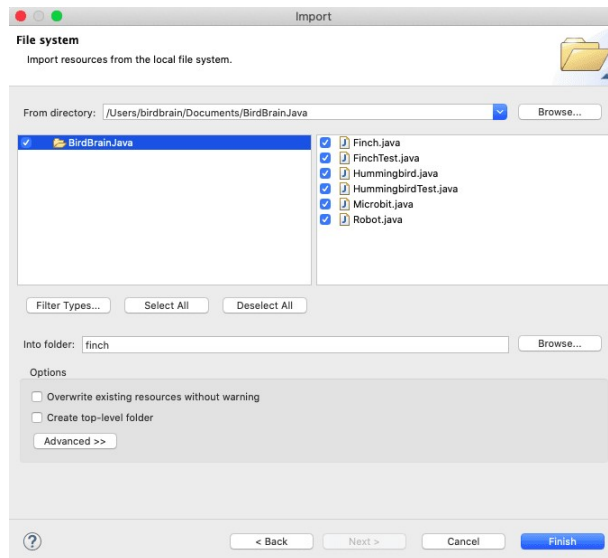 Import
File system
Import resources from the local file system.
From directory: /Users/birdbrain/Documents/BirdBrainJava Browse...
BirdBrainJava
Finch.java
FinchTest.java
Hummingbird.java
HummingbirdTest.java
Microbit.java
Robot.java
Filter Types... Select All Deselect All
Into folder: finch Browse...
Options
Overwrite existing resources without warning
Create top-level folder
Advanced >>
? < Back Next > Cancel Finish